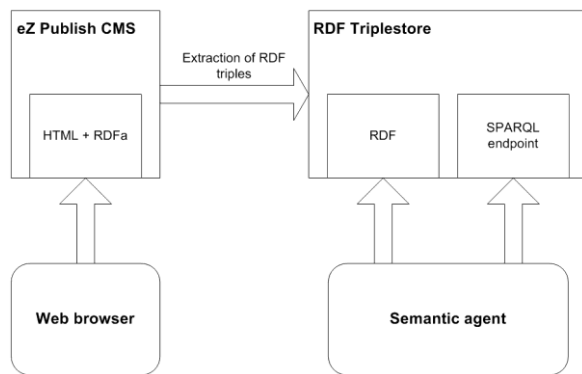 eZ Publish CMS
RDF Triplestore
Extraction of RDF
triples
HTML + RDFa
RDF
SPARQL
endpoint
Web browser
Semantic agent